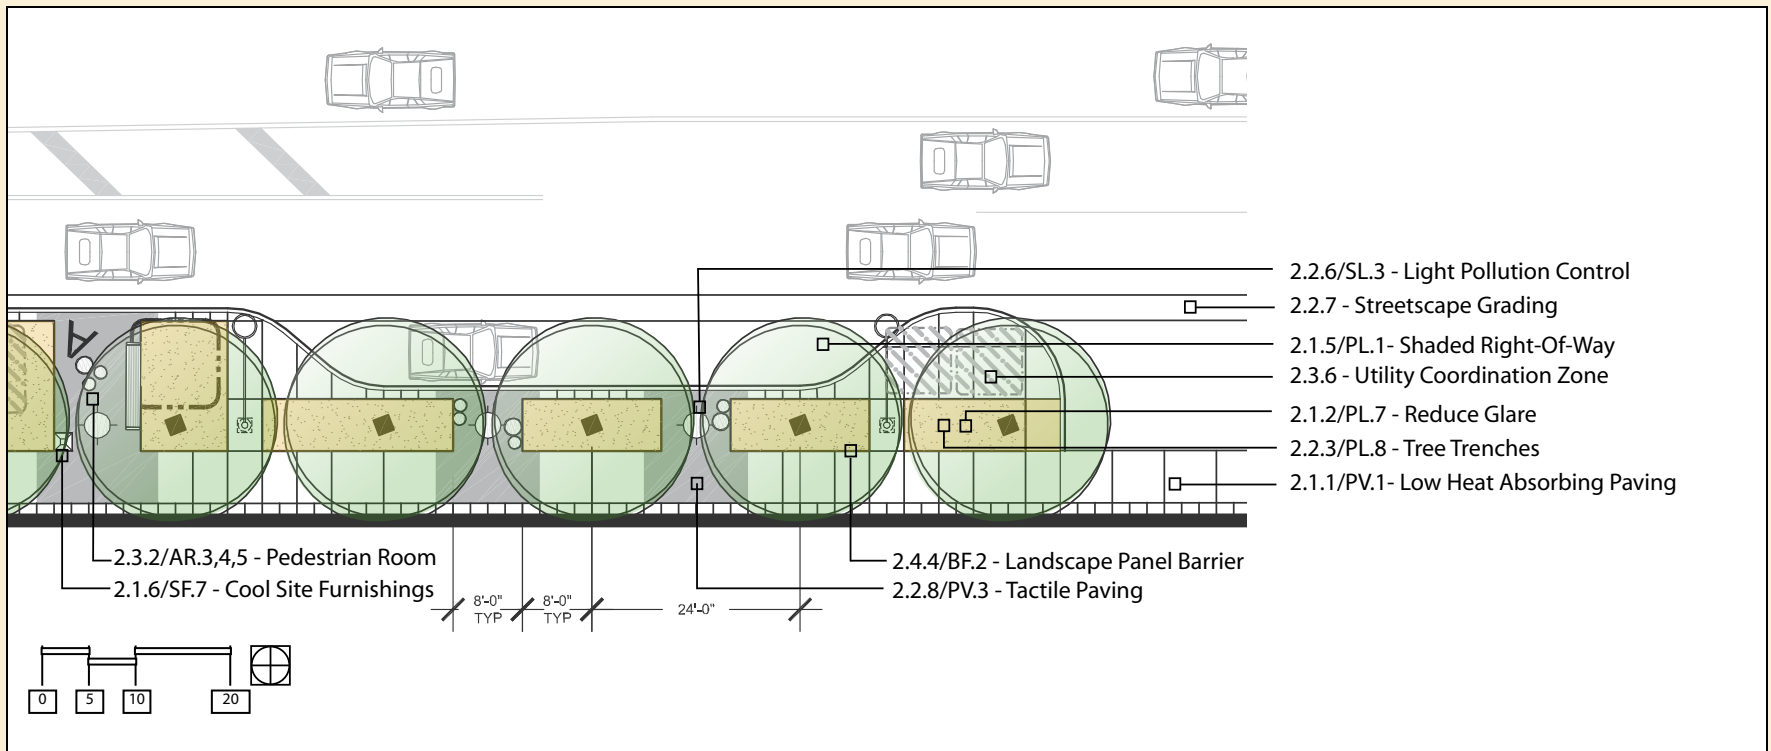 2.2.6/SL.3 - Light Pollution Control
2.2.7 - Streetscape Grading
2.1.5/PL.1- Shaded Right-Of-Way
2.3.6 - Utility Coordination Zone
2.1.2/PL.7 - Reduce Glare
2.2.3/PL.8 - Tree Trenches
2.1.1/PV.1- Low Heat Absorbing Paving
A
2.3.2/AR.3,4,5 - Pedestrian Room
2.1.6/SF.7 - Cool Site Furnishings
2.4.4/BF.2 - Landscape Panel Barrier
2.2.8/PV.3 - Tactile Paving
8'-0"
TYP
8'-0"
TYP
24'-0"
0 5 10 20